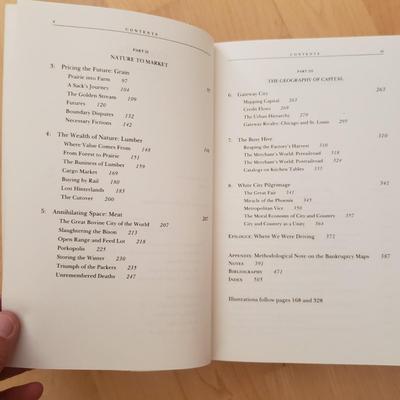 x
CONTENTS
PART II
NATURE TO MARKET
3: Pricing the Future: Grain 97
Prairie into Farm 97
A Sack's Journey 104
The Golden Stream 109
Futures 120
Boundary Disputes 132
Necessary Fictions 142
4: The Wealth of Nature: Lumber 148
Where Value Comes From 148
From Forest to Prairie 151
The Business of Lumber 159
Cargo Market 169
Buying by Rail 180
Lost Hinterlands 183
The Cutover 200
5: Annihilating Space: Meat 207
The Great Bovine City of the World 207
Slaughtering the Bison 213
Open Range and Feed Lot 218
Porkopolis 225
Storing the Winter 230
Triumph of the Packers 235
Unremembered Deaths 247
CONTENTS
xi
PART III
THE GEOGRAPHY OF CAPITAL
6: Gateway City 263
Mapping Capital 263
Credit Flows 269
The Urban Hierarchy 279
Gateway Rivalry: Chicago and St. Louis 295
7: The Busy Hive 310
Reaping the Factory's Harvest 310
The Merchant's World: Prerailroad 318
The Merchant's World: Postrailroad 324
Catalogs on Kitchen Tables 333
8: White City Pilgrimage 341
The Great Fair 341
Miracle of the Phoenix 345
Metropolitan Vice 350
The Moral Economy of City and Country 357
City and Country as a Unity 364
EPILOGUE: Where We Were Driving 371
APPENDIX: Methodological Note on the Bankruptcy Maps 387
NOTES 391
BIBLIOGRAPHY 471
INDEX 505
Illustrations follow pages 168 and 328